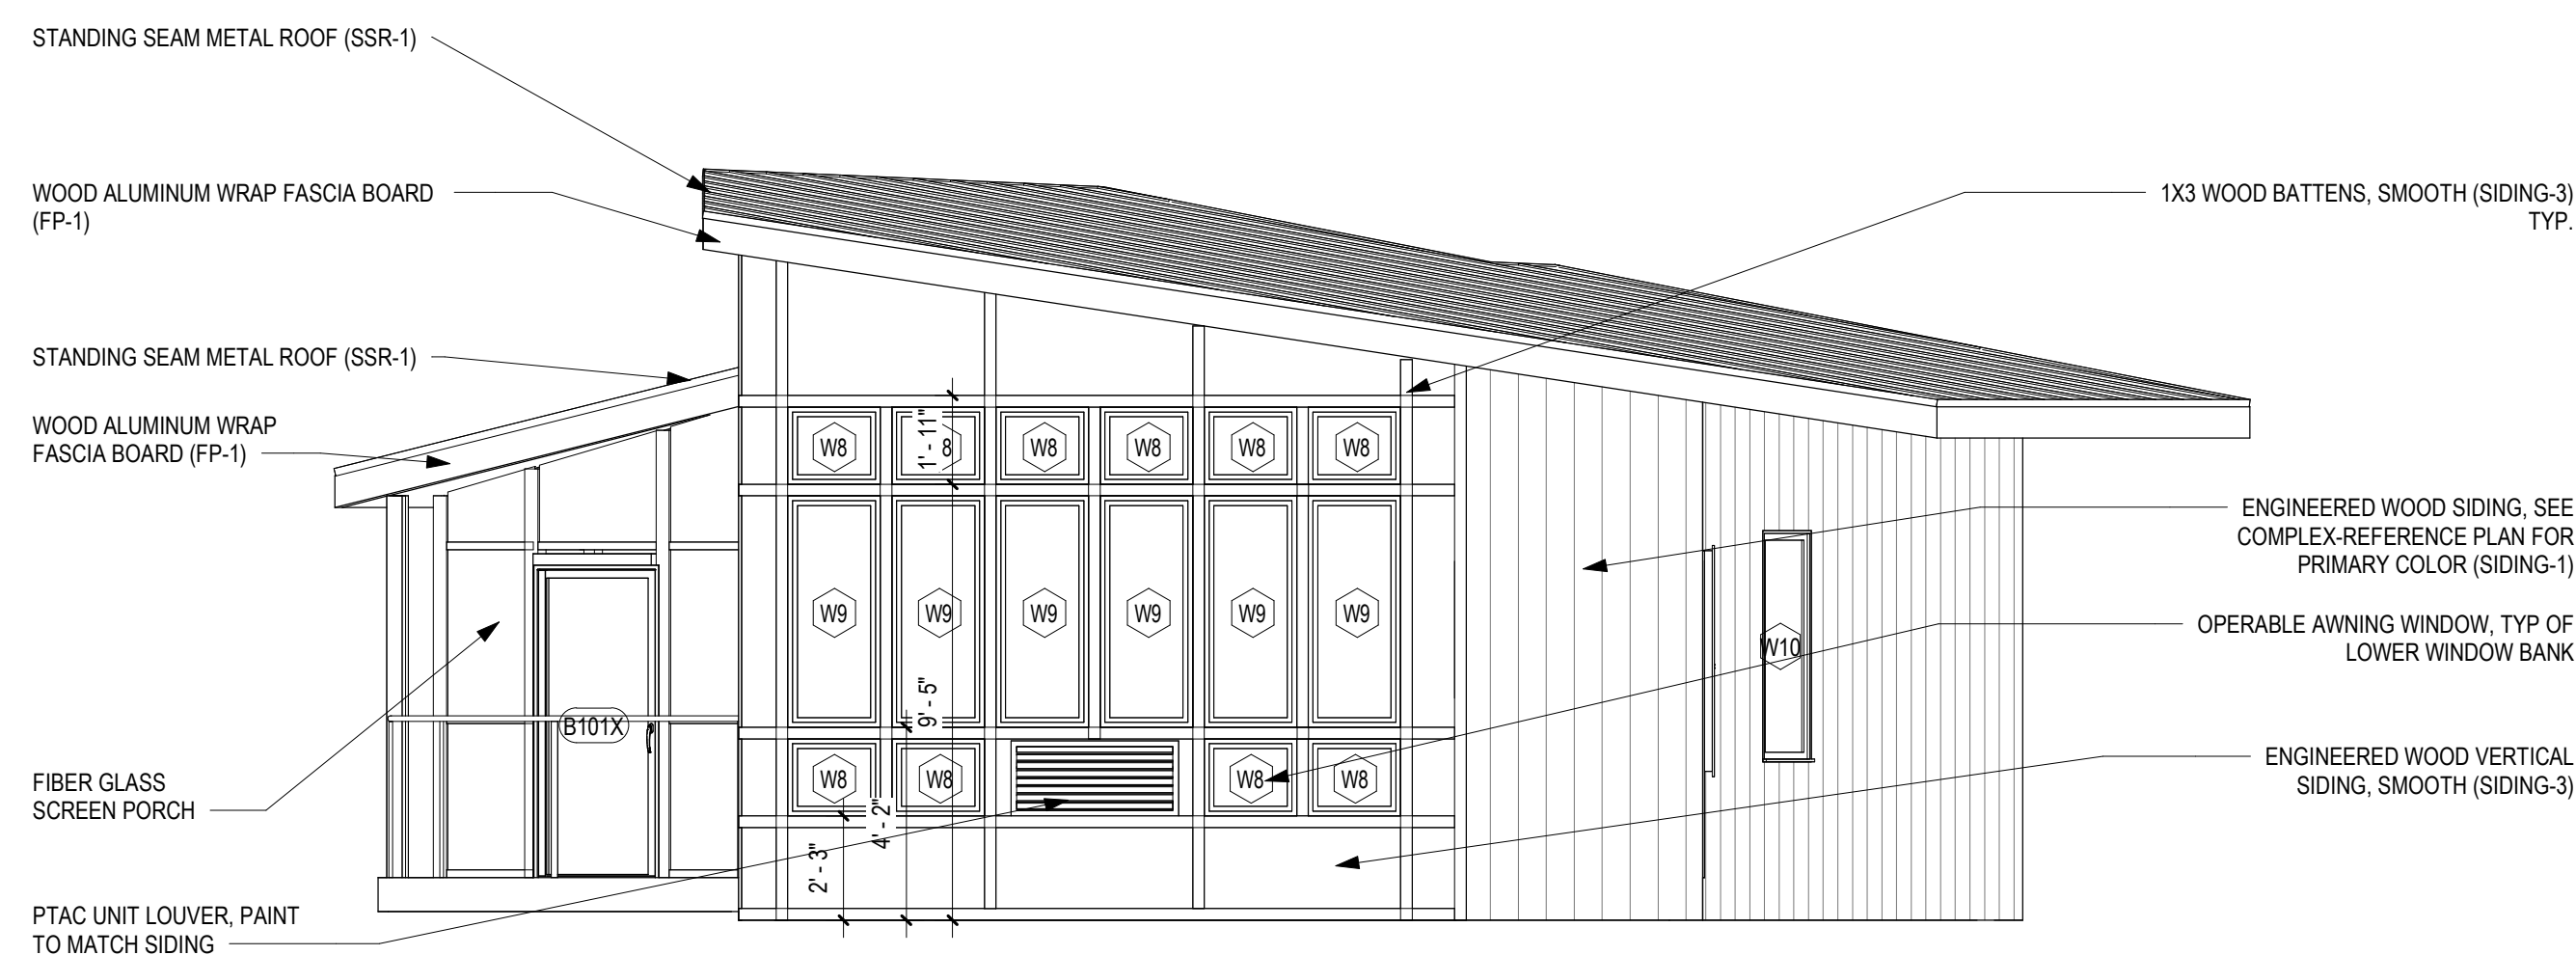 STANDING SEAM METAL ROOF (SSR-1)
WOOD ALUMINUM WRAP FASCIA BOARD
(FP-1)
1X3 WOOD BATTENS, SMOOTH (SIDING-3)
TYP.
STANDING SEAM METAL ROOF (SSR-1)
WOOD ALUMINUM WRAP
FASCIA BOARD (FP-1)
W8
8
W8
W8
W8
W8
1' - 11"
ENGINEERED WOOD SIDING, SEE
COMPLEX-REFERENCE PLAN FOR
PRIMARY COLOR (SIDING-1)
W9
W9
W9
W9
W9
W9
W10
OPERABLE AWNING WINDOW, TYP OF
LOWER WINDOW BANK
9' - 5"
B101X
W8
W8
W8
W8
ENGINEERED WOOD VERTICAL
SIDING, SMOOTH (SIDING-3)
FIBER GLASS
SCREEN PORCH
4' - 2"
2' - 3"
PTAC UNIT LOUVER, PAINT
TO MATCH SIDING